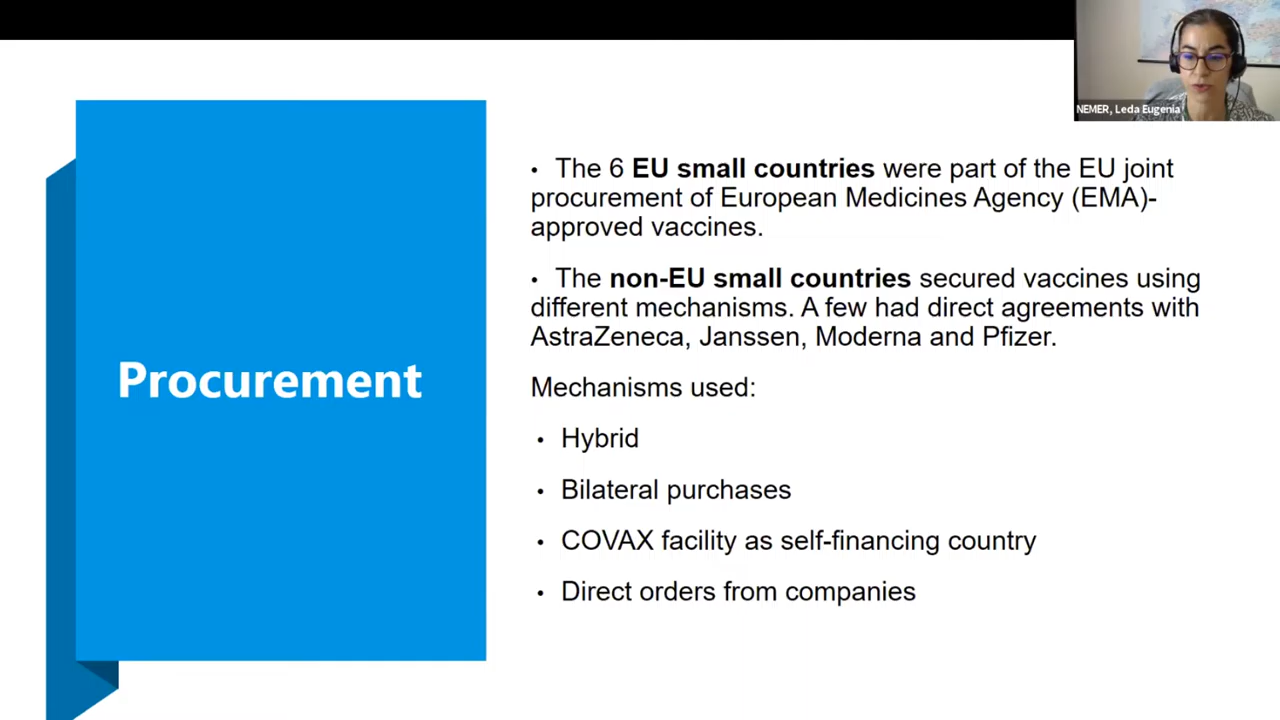 NEMER, Leda Eugenia
Procurement
• The 6 EU small countries were part of the EU joint
procurement of European Medicines Agency (EMA)-
approved vaccines.
• The non-EU small countries secured vaccines using
different mechanisms. A few had direct agreements with
AstraZeneca, Janssen, Moderna and Pfizer.
Mechanisms used:
• Hybrid
• Bilateral purchases
• COVAX facility as self-financing country
• Direct orders from companies